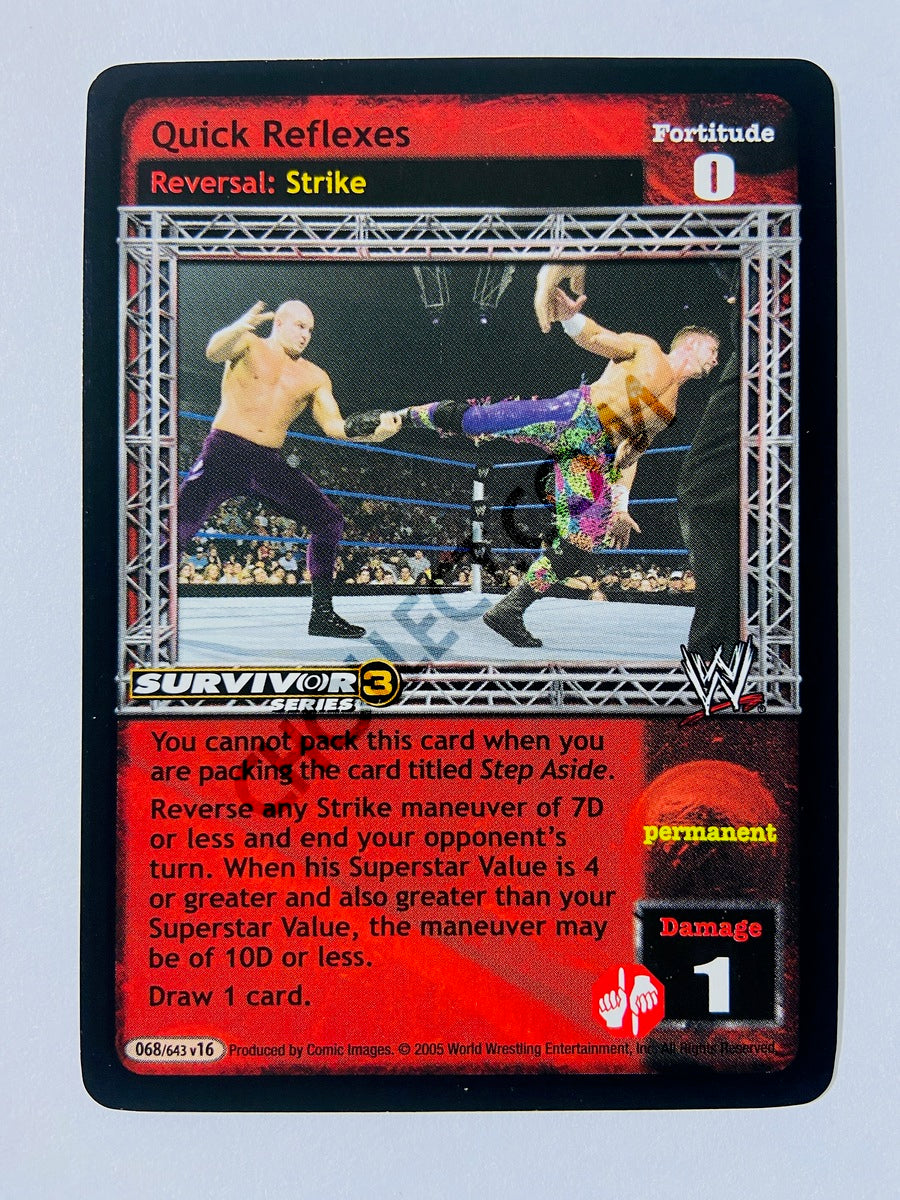 Quick Reflexes
Fortitude
0
Reversal: Strike
SURVIVOR 3
SERIES
W
You cannot pack this card when you
are packing the card titled Step Aside.
Reverse any Strike maneuver of 7D
or less and end your opponent's
turn. When his Superstar Value is 4
or greater and also greater than your
Superstar Value, the maneuver may
be of 10D or less.
Draw 1 card.
permanent
Damage
1
068/643 v16 Produced by Comic Images. © 2005 World Wrestling Entertainment, Inc. All Rights Reserved.